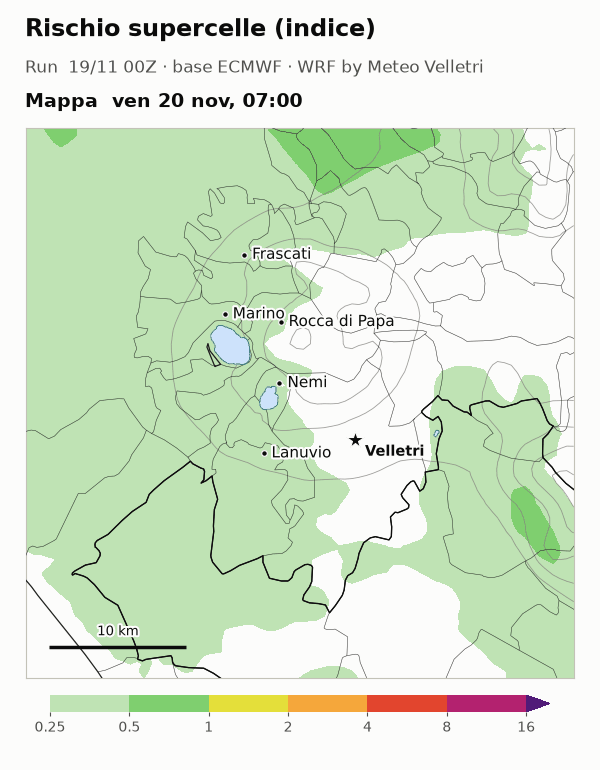 Rischio supercelle (indice)
Run  19/11 00Z · base ECMWF · WRF by Meteo Velletri
Mappa  ven 20 nov, 07:00
Frascati
Marino
Rocca di Papa
Nemi
Velletri
Lanuvio
10 km
0.25 0.5 1 2 4 8 16